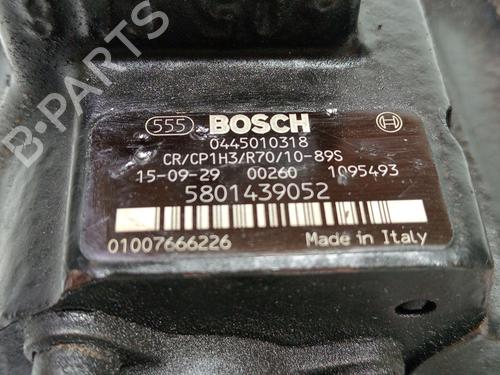 555 BOSCH
0445010318
CR/CP1H3/R70/10-89S
15-09-29 00260 1095493
5801439052
01007666226 Made in Italy
B-PARTS